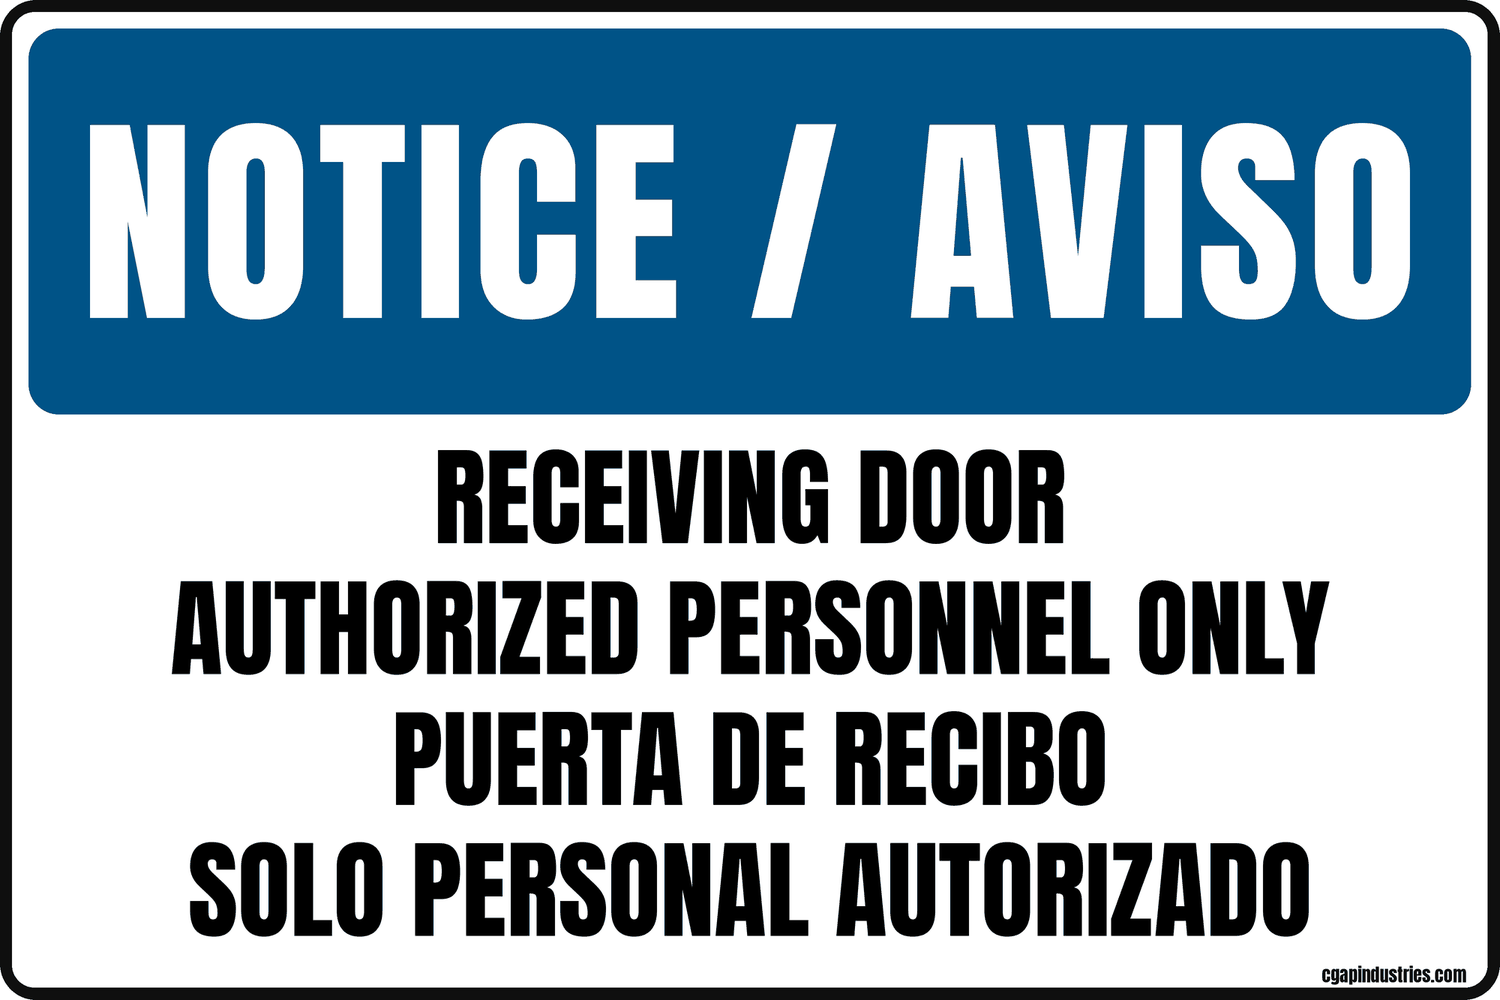 NOTICE / AVISO
RECEIVING DOOR
AUTHORIZED PERSONNEL ONLY
PUERTA DE RECIBO
SOLO PERSONAL AUTORIZADO
cgapindustries.com